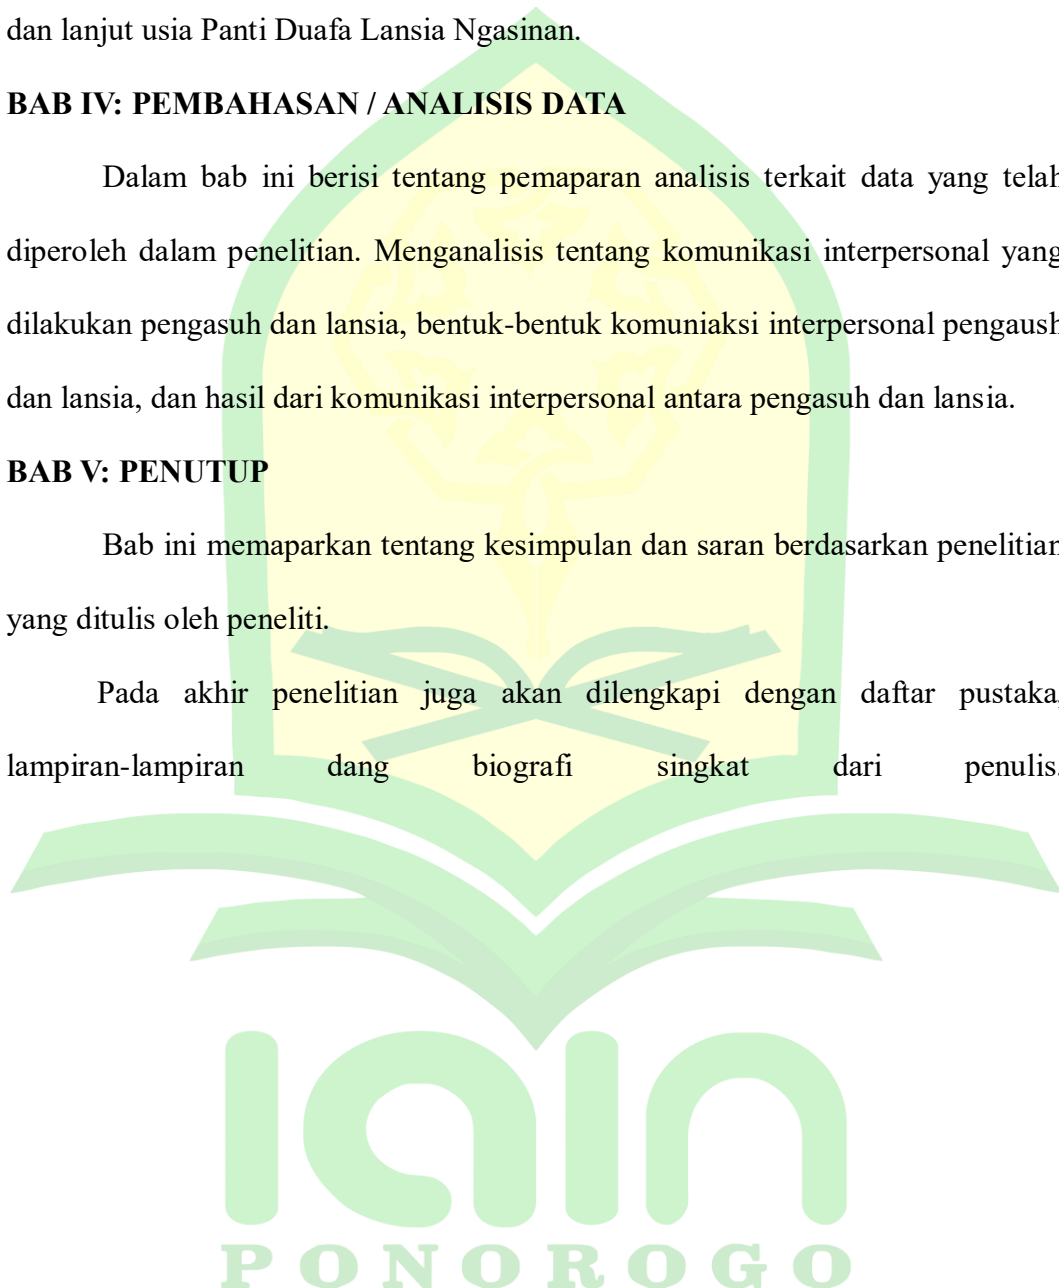 dan lanjut usia Panti Duafa Lansia Ngasinan.
BAB IV: PEMBAHASAN / ANALISIS DATA
Dalam bab ini berisi tentang pemaparan analisis terkait data yang telah
diperoleh dalam penelitian. Menganalisis tentang komunikasi interpersonal yang
dilakukan pengasuh dan lansia, bentuk-bentuk komuniaksi interpersonal pengaush
dan lansia, dan hasil dari komunikasi interpersonal antara pengasuh dan lansia.
BAB V: PENUTUP
Bab ini memaparkan tentang kesimpulan dan saran berdasarkan penelitian
yang ditulis oleh peneliti.
Pada akhir penelitian juga akan dilengkapi dengan daftar pustaka,
lampiran-lampiran dang biografi singkat dari penulis.
iain
PONOROGO